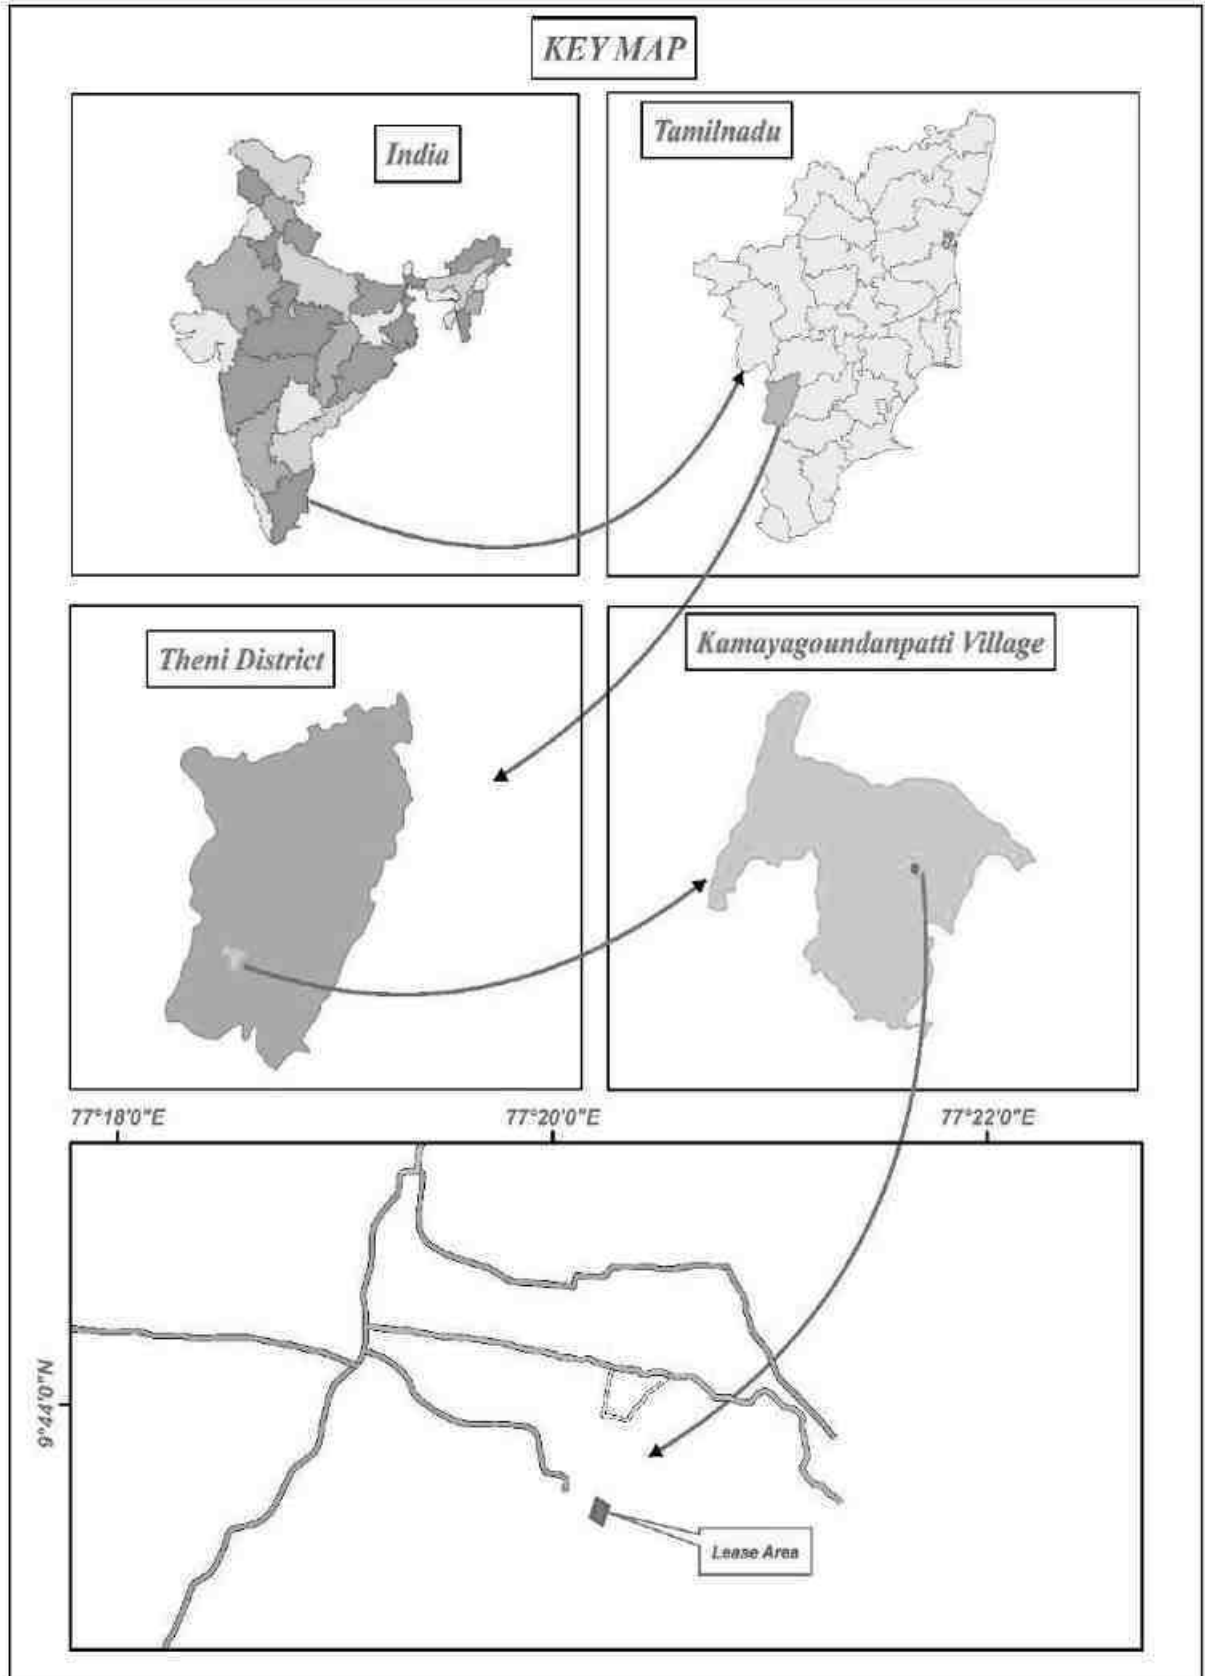 KEY MAP
India
Tamilnadu
Theni District
Kamayagoundanpatti Village
77°18'0"E
77°20'0"E
77°22'0"E
9°44'0"N
Lease Area